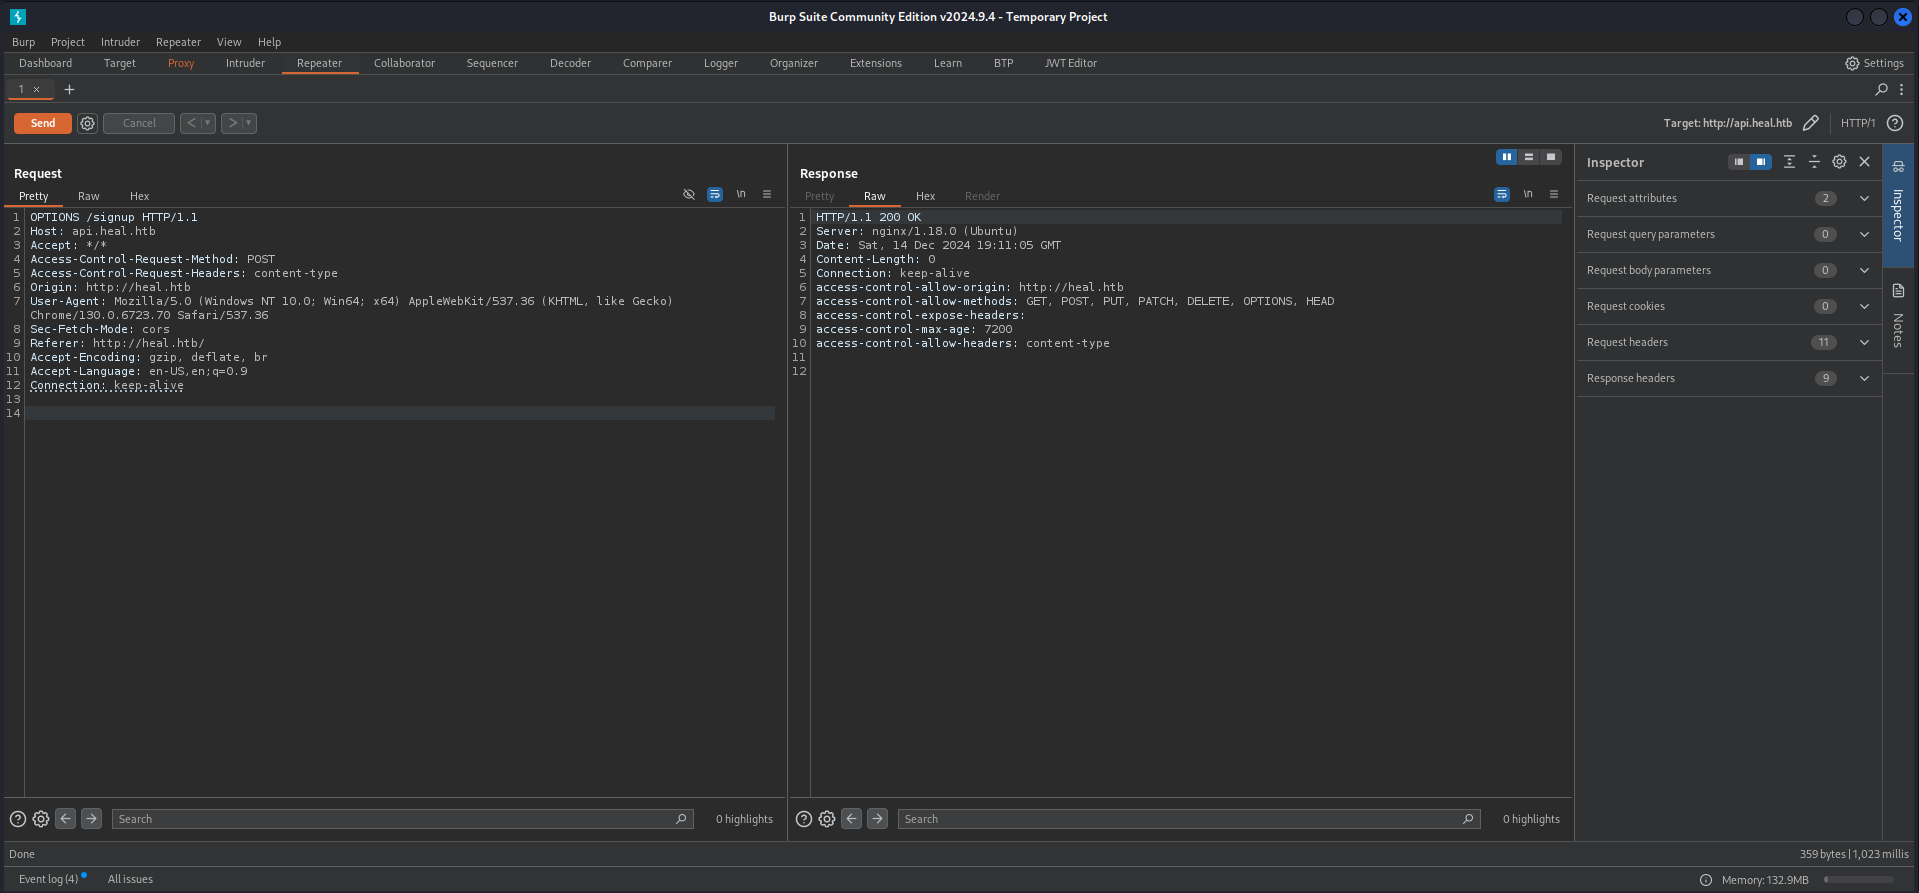 Burp Suite Community Edition v2024.9.4 - Temporary Project
Burp Project Intruder Repeater View Help
Dashboard Target Proxy Intruder Repeater Collaborator Sequencer Decoder Comparer Logger Organizer Extensions Learn BTP JWT Editor Settings
1 × +
Send Cancel < > Target: http://api.heal.htb HTTP/1
Request
Pretty Raw Hex \n
1 OPTIONS /signup HTTP/1.1
2 Host: api.heal.htb
3 Accept: */*
4 Access-Control-Request-Method: POST
5 Access-Control-Request-Headers: content-type
6 Origin: http://heal.htb
7 User-Agent: Mozilla/5.0 (Windows NT 10.0; Win64; x64) AppleWebKit/537.36 (KHTML, like Gecko)
Chrome/130.0.6723.70 Safari/537.36
8 Sec-Fetch-Mode: cors
9 Referer: http://heal.htb/
10 Accept-Encoding: gzip, deflate, br
11 Accept-Language: en-US,en;q=0.9
12 Connection: keep-alive
13
14
Search 0 highlights
Response
Pretty Raw Hex Render \n
1 HTTP/1.1 200 OK
2 Server: nginx/1.18.0 (Ubuntu)
3 Date: Sat, 14 Dec 2024 19:11:05 GMT
4 Content-Length: 0
5 Connection: keep-alive
6 access-control-allow-origin: http://heal.htb
7 access-control-allow-methods: GET, POST, PUT, PATCH, DELETE, OPTIONS, HEAD
8 access-control-expose-headers:
9 access-control-max-age: 7200
10 access-control-allow-headers: content-type
11
12
Search 0 highlights
Inspector
Request attributes 2
Request query parameters 0
Request body parameters 0
Request cookies 0
Request headers 11
Response headers 9
Inspector
Notes
Done 359 bytes | 1,023 millis
Event log (4) All issues Memory: 132.9MB